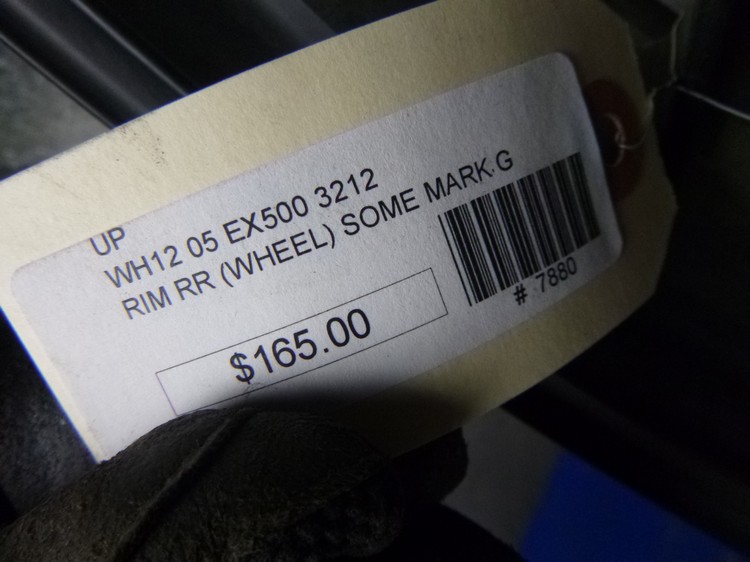 UP
WH12 05 EX500 3212
RIM RR (WHEEL) SOME MARK G
# 7880
$165.00